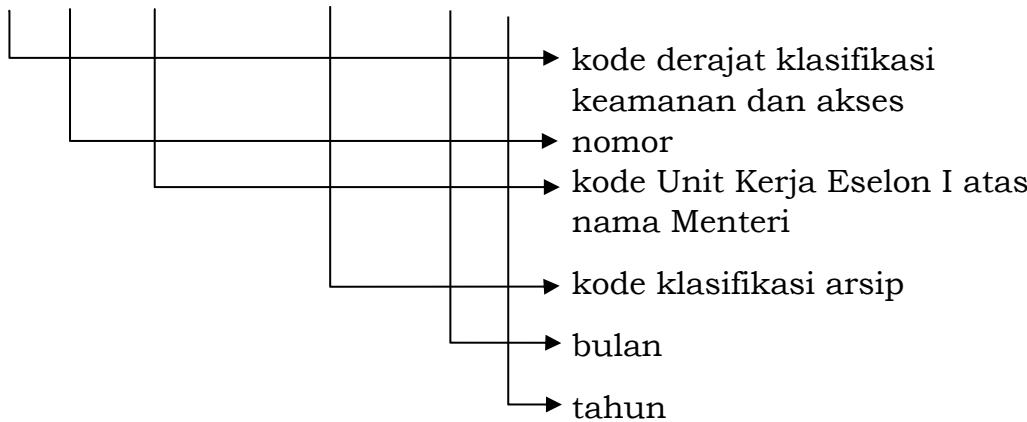 kode derajat klasifikasi
keamanan dan akses
nomor
kode Unit Kerja Eselon I atas
nama Menteri
kode klasifikasi arsip
bulan
tahun